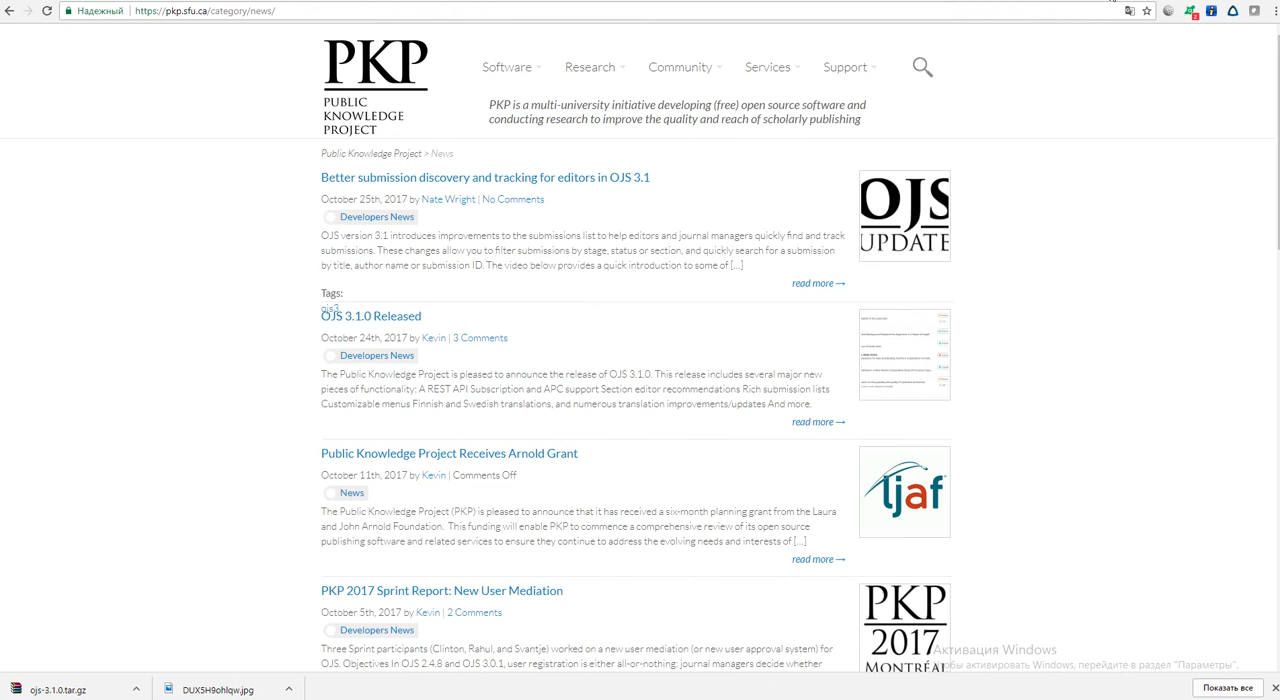 Надежный
https://pkp.sfu.ca/category/news/
PKP
PUBLIC
KNOWLEDGE
PROJECT
Software
Research
Community
Services
Support
PKP is a multi-university initiative developing (free) open source software and
conducting research to improve the quality and reach of scholarly publishing
Public Knowledge Project > News
Better submission discovery and tracking for editors in OJS 3.1
October 25th, 2017 by Nate Wright | No Comments
Developers News
OJS version 3.1 introduces improvements to the submissions list to help editors and journal managers quickly find and track
submissions. These changes allow you to filter submissions by stage, status or section, and quickly search for a submission
by title, author name or submission ID. The video below provides a quick introduction to some of [...]
read more →
Tags:
ojs3
OJS
UPDATE
OJS 3.1.0 Released
October 24th, 2017 by Kevin | 3 Comments
Developers News
The Public Knowledge Project is pleased to announce the release of OJS 3.1.0. This release includes several major new
pieces of functionality: A REST API Subscription and APC support Section editor recommendations Rich submission lists
Customizable menus Finnish and Swedish translations, and numerous translation improvements/updates And more.
read more →
Public Knowledge Project Receives Arnold Grant
October 11th, 2017 by Kevin | Comments Off
News
The Public Knowledge Project (PKP) is pleased to announce that it has received a six-month planning grant from the Laura
and John Arnold Foundation. This funding will enable PKP to commence a comprehensive review of its open source
publishing software and related services to ensure they continue to address the evolving needs and interests of [...]
read more →
ljaf
PKP 2017 Sprint Report: New User Mediation
October 5th, 2017 by Kevin | 2 Comments
Developers News
Three Sprint participants (Clinton, Rahul, and Svantje) worked on a new user mediation (or new user approval system) for
OJS. Objectives In OJS 2.4.8 and OJS 3.0.1, user registration is either all-or-nothing: journal managers decide whether
PKP
2017
MONTRÉAL
Активация Windows
Чтобы активировать Windows, перейдите в раздел "Параметры".
ojs-3.1.0.tar.gz
DUX5H9ohlqw.jpg
Показать все